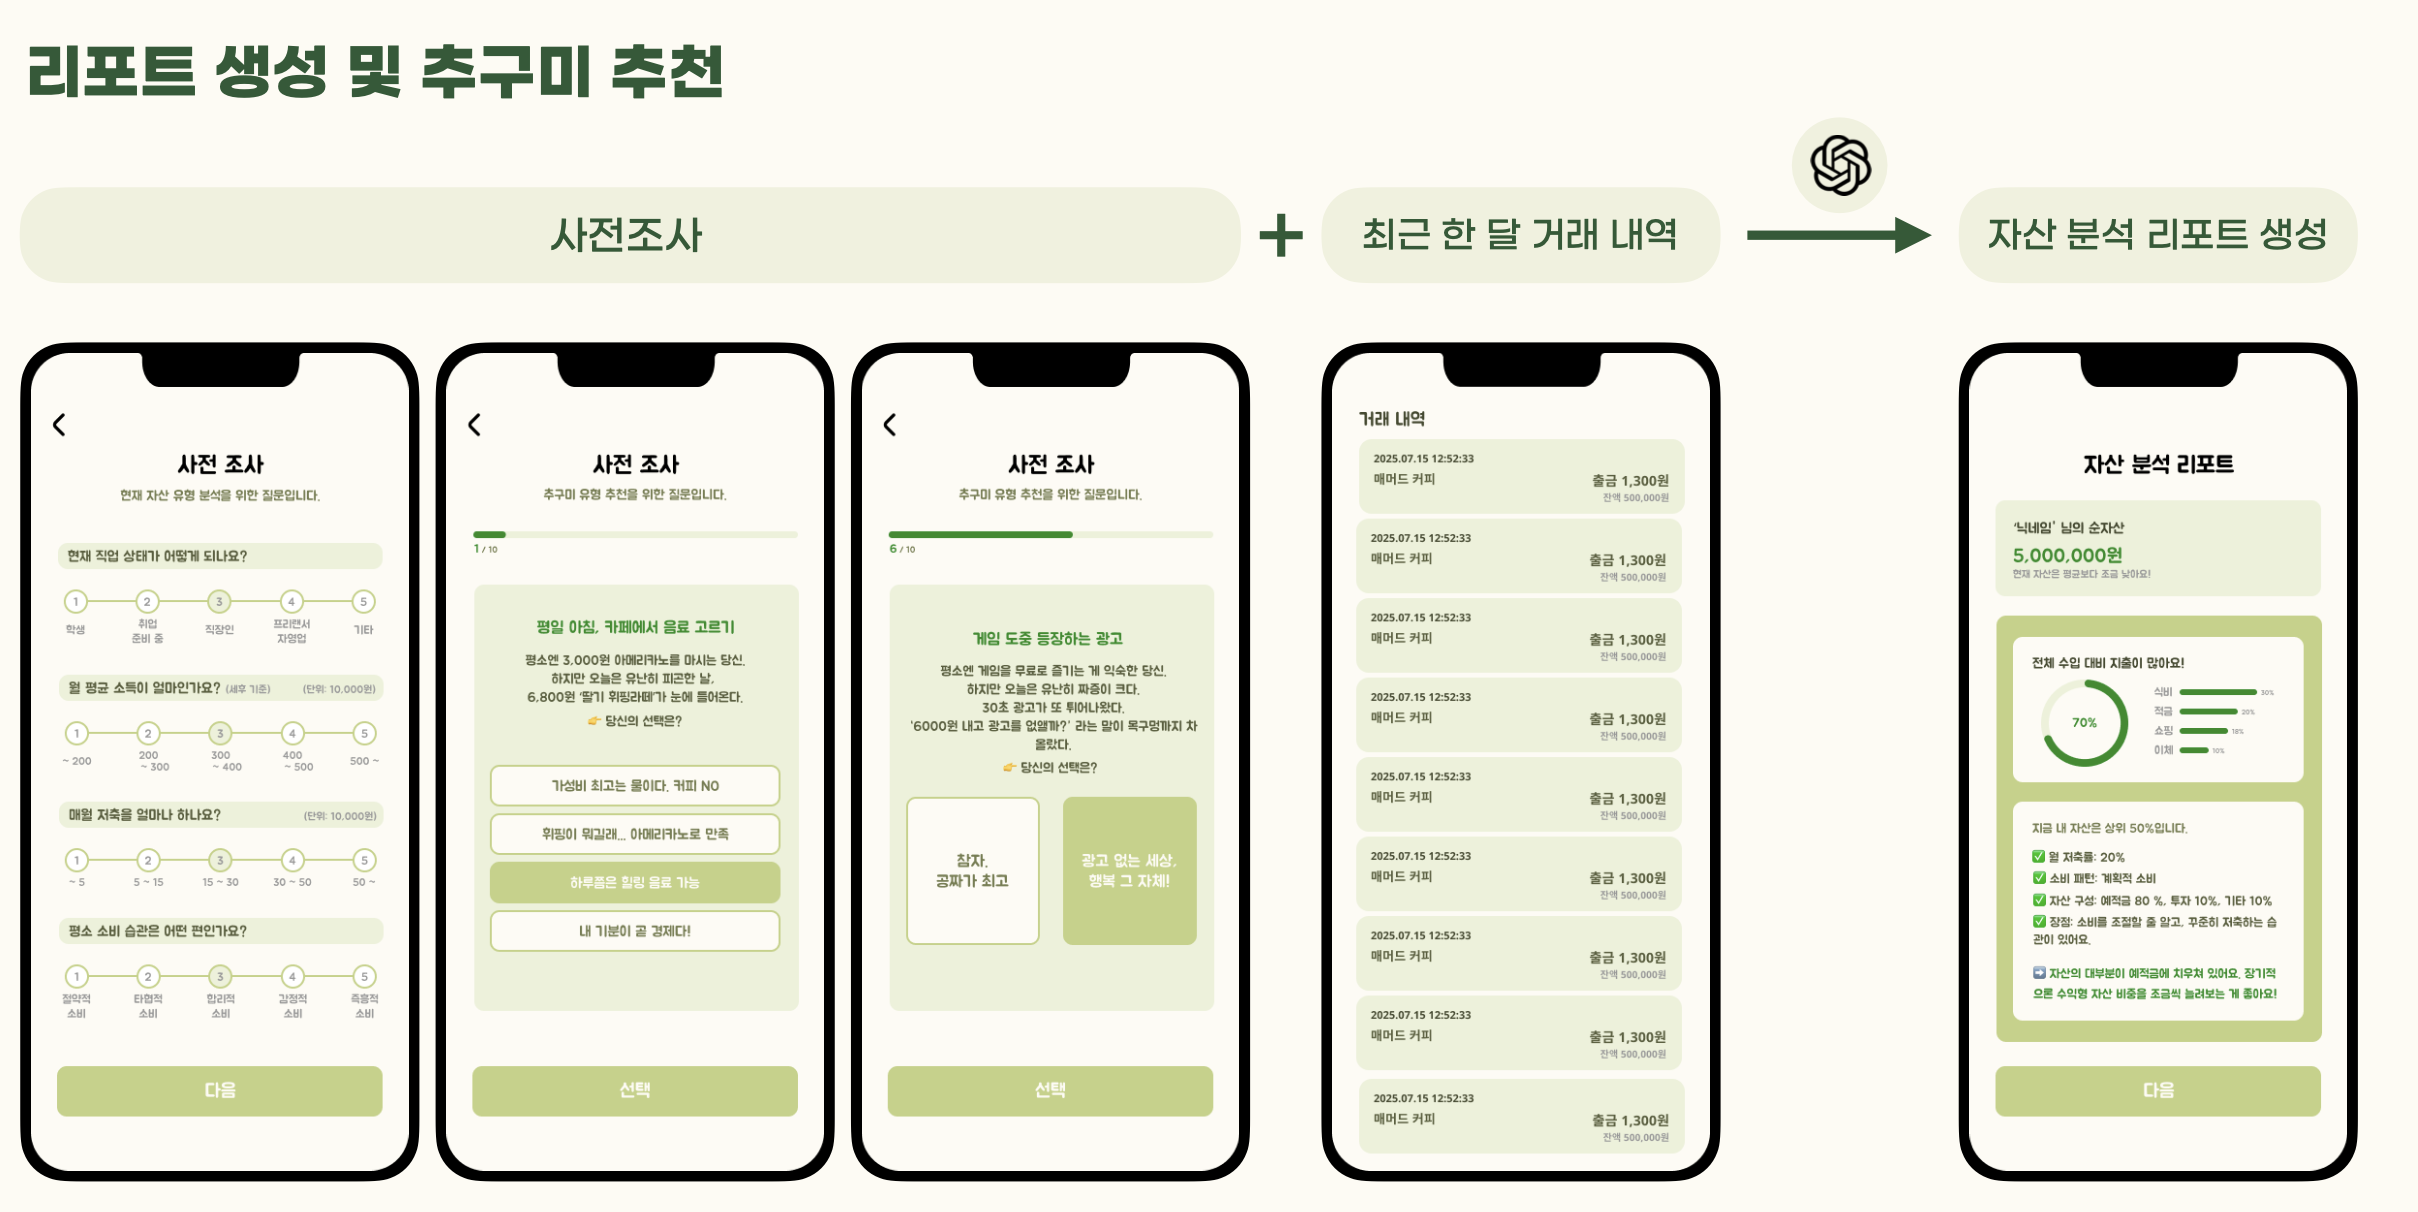 리포트 생성 및 추구미 추천
사전조사
+
최근 한 달 거래 내역
자산 분석 리포트 생성
사전 조사
현재 자산 유형 분석을 위한 질문입니다.
현재 직업 상태가 어떻게 되나요?
1 2 3 4 5
학생 취업 준비 중 직장인 프리랜서 자영업 기타
월 평균 소득이 얼마인가요? (세후 기준) (단위: 10,000원)
1 2 3 4 5
~ 200 200 ~ 300 300 ~ 400 400 ~ 500 500 ~
매월 저축을 얼마나 하나요? (단위: 10,000원)
1 2 3 4 5
~ 5 5 ~ 15 15 ~ 30 30 ~ 50 50 ~
평소 소비 습관은 어떤 편인가요?
1 2 3 4 5
절약적 소비 타협적 소비 합리적 소비 감정적 소비 즉흥적 소비
다음
사전 조사
추구미 유형 추천을 위한 질문입니다.
1 / 10
평일 아침, 카페에서 음료 고르기
평소엔 3,000원 아메리카노를 마시는 당신.
하지만 오늘은 유난히 피곤한 날,
6,800원 '딸기 휘핑라떼'가 눈에 들어온다.
👉 당신의 선택은?
가성비 최고는 물이다. 커피 NO
휘핑이 뭐길래... 아메리카노로 만족
하루쯤은 힐링 음료 가능
내 기분이 곧 경제다!
선택
사전 조사
추구미 유형 추천을 위한 질문입니다.
6 / 10
게임 도중 등장하는 광고
평소엔 게임을 무료로 즐기는 게 익숙한 당신.
하지만 오늘은 유난히 짜증이 크다.
30초 광고가 또 튀어나왔다.
'6000원 내고 광고를 없앨까?' 라는 말이 목구멍까지 차
올랐다.
👉 당신의 선택은?
참자.
공짜가 최고
광고 없는 세상,
행복 그 자체!
선택
거래 내역
2025.07.15 12:52:33
매머드 커피
출금 1,300원
잔액 500,000원
2025.07.15 12:52:33
매머드 커피
출금 1,300원
잔액 500,000원
2025.07.15 12:52:33
매머드 커피
출금 1,300원
잔액 500,000원
2025.07.15 12:52:33
매머드 커피
출금 1,300원
잔액 500,000원
2025.07.15 12:52:33
매머드 커피
출금 1,300원
잔액 500,000원
2025.07.15 12:52:33
매머드 커피
출금 1,300원
잔액 500,000원
2025.07.15 12:52:33
매머드 커피
출금 1,300원
잔액 500,000원
2025.07.15 12:52:33
매머드 커피
출금 1,300원
잔액 500,000원
2025.07.15 12:52:33
매머드 커피
출금 1,300원
잔액 500,000원
자산 분석 리포트
'닉네임' 님의 순자산
5,000,000원
현재 자산은 평균보다 조금 낮아요!
전체 수입 대비 지출이 많아요!
70%
식비 30%
적금 20%
쇼핑 18%
이체 10%
지금 내 자산은 상위 50%입니다.
✅ 월 저축률: 20%
✅ 소비 패턴: 계획적 소비
✅ 자산 구성: 예적금 80 %, 투자 10%, 기타 10%
✅ 장점: 소비를 조절할 줄 알고, 꾸준히 저축하는 습
관이 있어요.
➡️ 자산의 대부분이 예적금에 치우쳐 있어요. 장기적
으론 수익형 자산 비중을 조금씩 늘려보는 게 좋아요!
다음